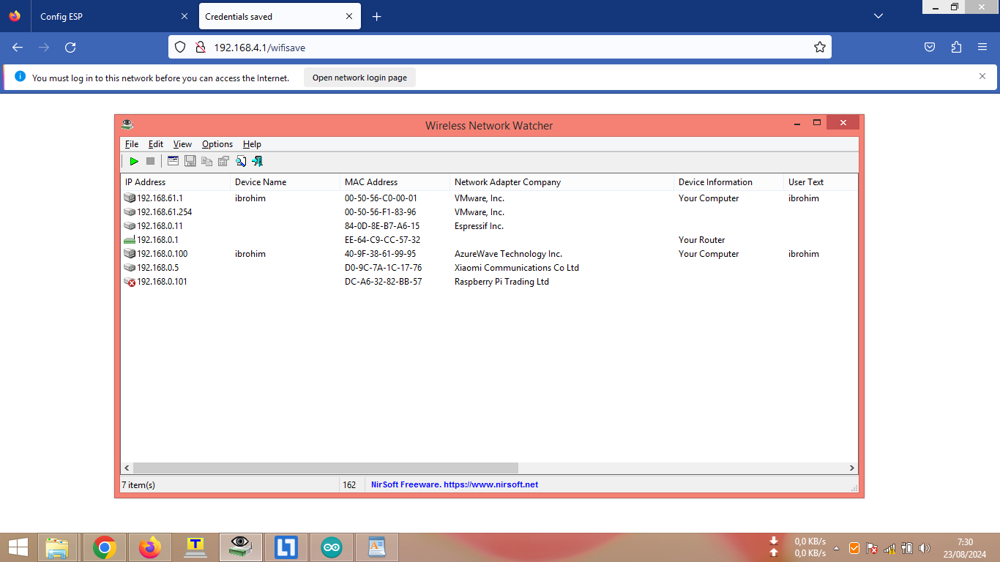 Config ESP
Credentials saved
192.168.4.1/wifisave
You must log in to this network before you can access the Internet. Open network login page
Wireless Network Watcher
File Edit View Options Help
IP Address Device Name MAC Address Network Adapter Company Device Information User Text
192.168.61.1 ibrohim 00-50-56-C0-00-01 VMware, Inc. Your Computer ibrohim
192.168.61.254 00-50-56-F1-83-96 VMware, Inc.
192.168.0.11 84-0D-8E-B7-A6-15 Espressif Inc.
192.168.0.1 EE-64-C9-CC-57-32 Your Router
192.168.0.100 ibrohim 40-9F-38-61-99-95 AzureWave Technology Inc. Your Computer ibrohim
192.168.0.5 D0-9C-7A-1C-17-76 Xiaomi Communications Co Ltd
192.168.0.101 DC-A6-32-82-BB-57 Raspberry Pi Trading Ltd
7 item(s) 162 NirSoft Freeware. https://www.nirsoft.net
0,0 KB/s
0,0 KB/s
7:30
23/08/2024